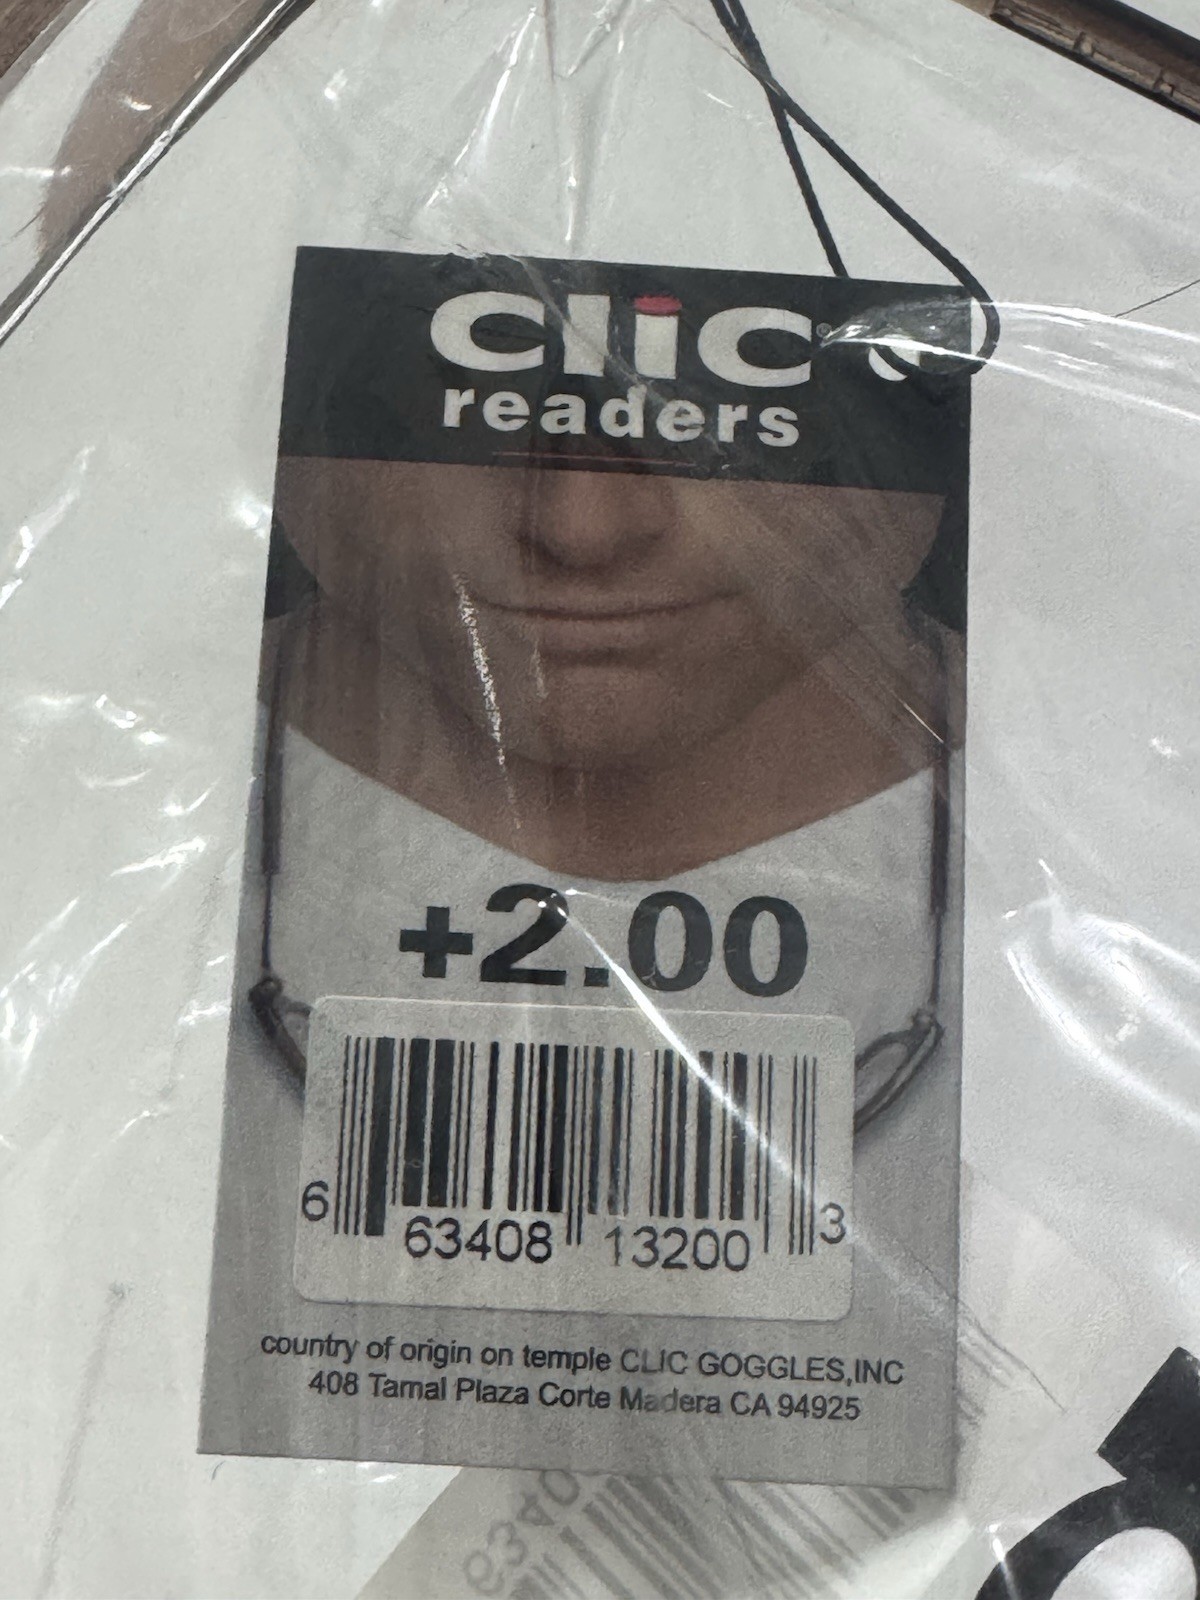 CliC®
readers
+2.00
6 63408 13200 3
country of origin on temple CLIC GOGGLES,INC
408 Tamal Plaza Corte Madera CA 94925